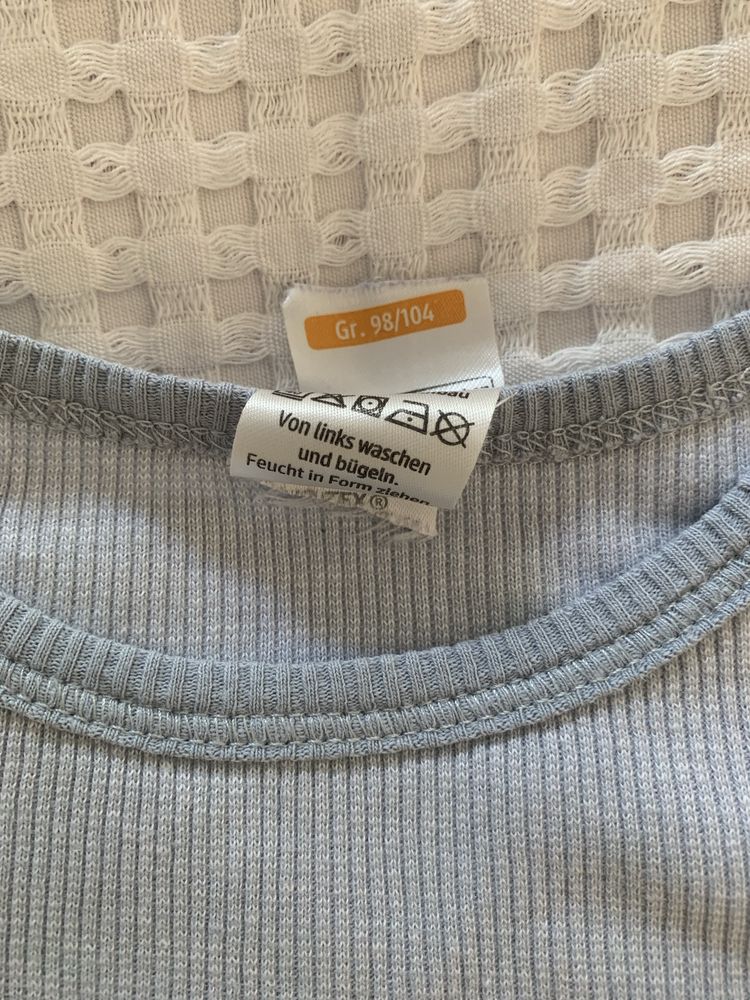 Gr. 98/104
Von links waschen
und bügeln.
Feucht in Form ziehen